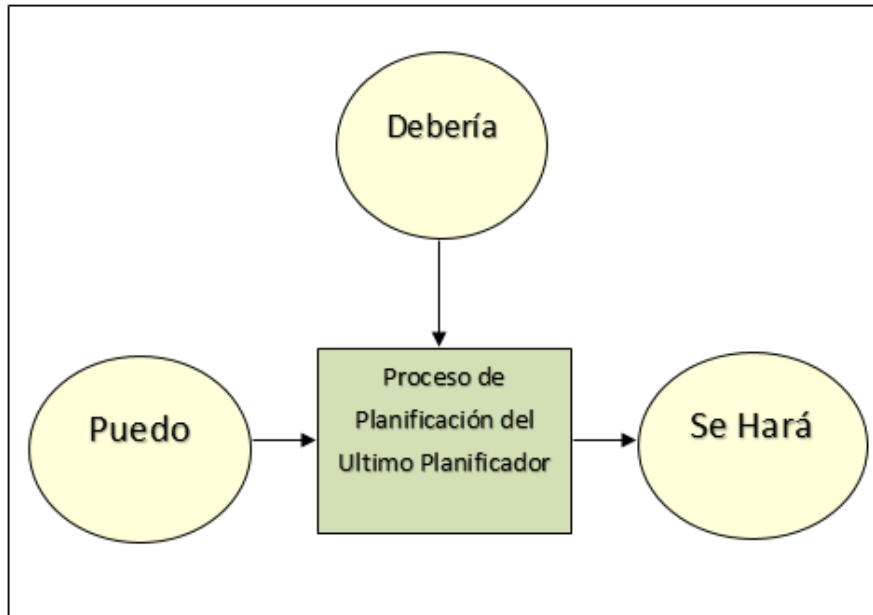 Debería
Puedo
Proceso de
Planificación del
Ultimo Planificador
Se Hará